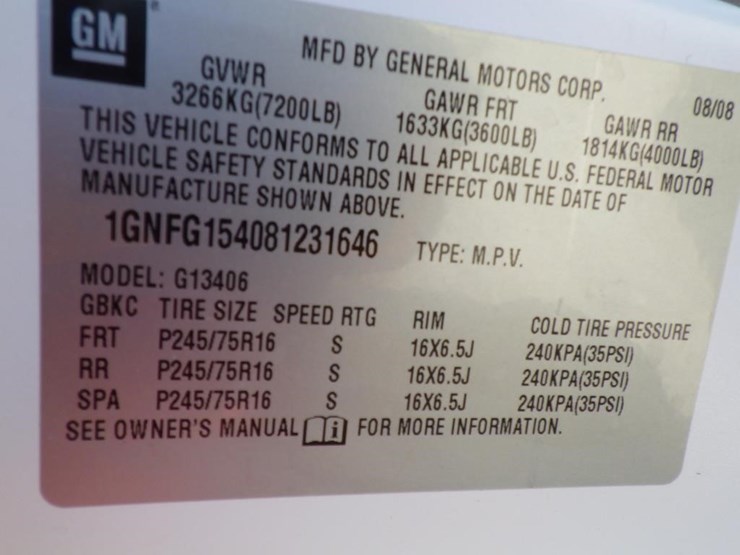 GM
MFD BY GENERAL MOTORS CORP. 08/08
GVWR GAWR FRT GAWR RR
3266KG(7200LB) 1633KG(3600LB) 1814KG(4000LB)
THIS VEHICLE CONFORMS TO ALL APPLICABLE U.S. FEDERAL MOTOR
VEHICLE SAFETY STANDARDS IN EFFECT ON THE DATE OF
MANUFACTURE SHOWN ABOVE.
1GNFG154081231646 TYPE: M.P.V.
MODEL: G13406
GBKC TIRE SIZE SPEED RTG RIM COLD TIRE PRESSURE
FRT P245/75R16 S 16X6.5J 240KPA(35PSI)
RR P245/75R16 S 16X6.5J 240KPA(35PSI)
SPA P245/75R16 S 16X6.5J 240KPA(35PSI)
SEE OWNER'S MANUAL i FOR MORE INFORMATION.